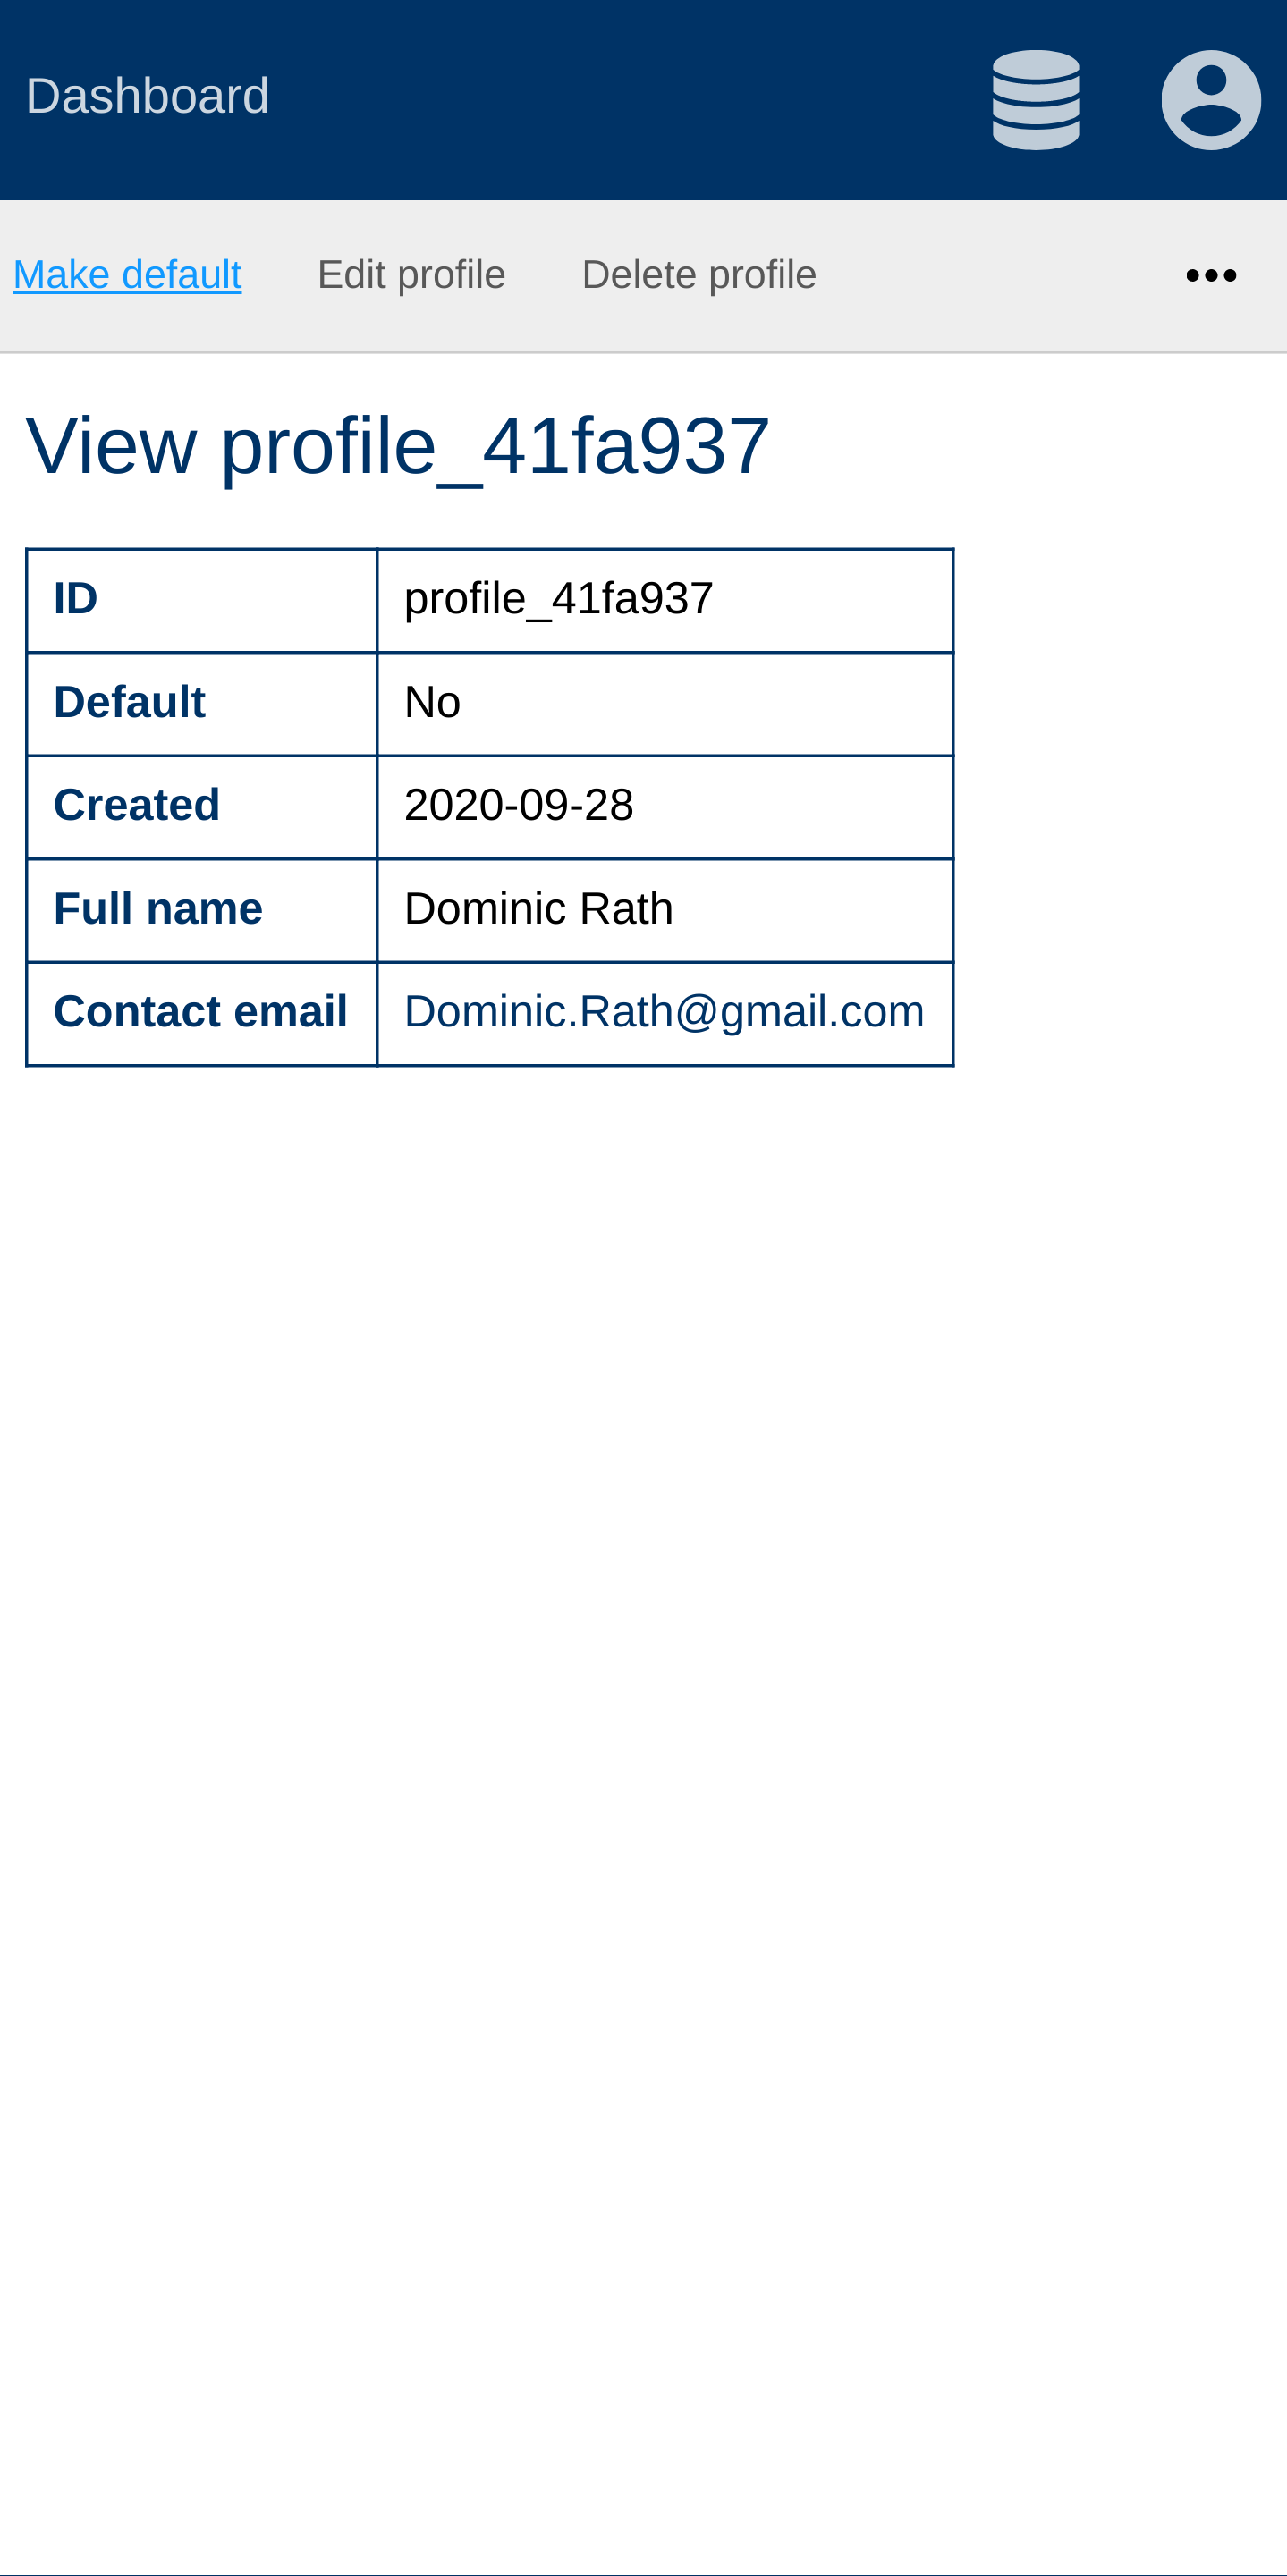 Dashboard
Make default Edit profile Delete profile •••
View profile_41fa937
ID profile_41fa937
Default No
Created 2020-09-28
Full name Dominic Rath
Contact email Dominic.Rath@gmail.com